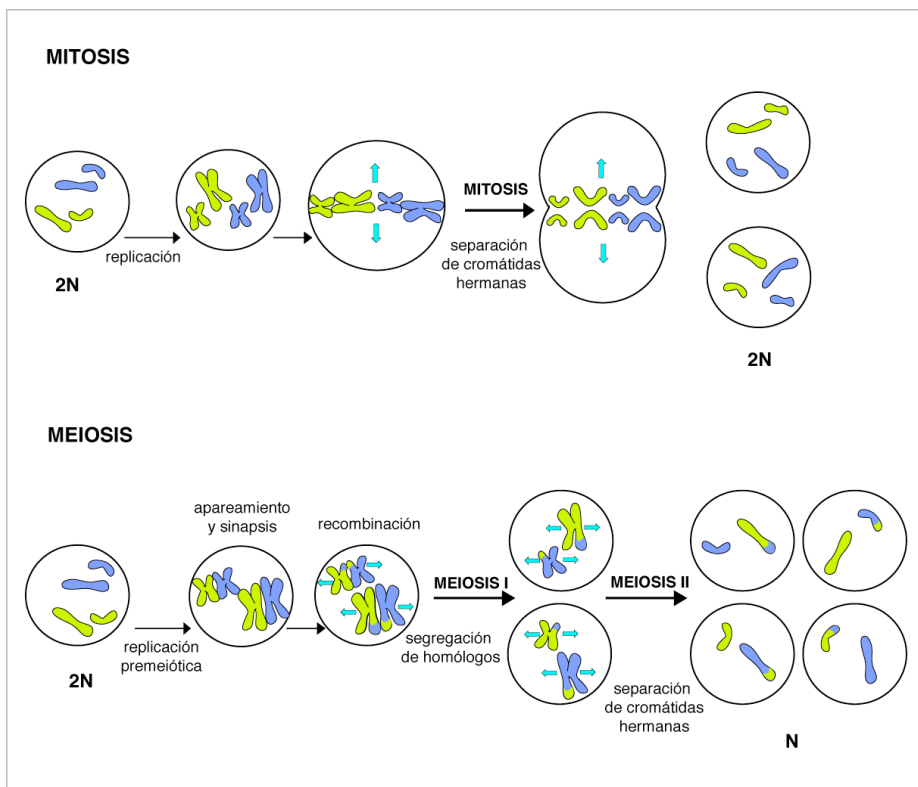 MITOSIS
2N
replicación
MITOSIS
separación
de cromátidas
hermanas
2N
MEIOSIS
2N
replicación
premeiótica
apareamiento
y sinapsis
recombinación
MEIOSIS I
segregación
de homólogos
MEIOSIS II
separación
de cromátidas
hermanas
N